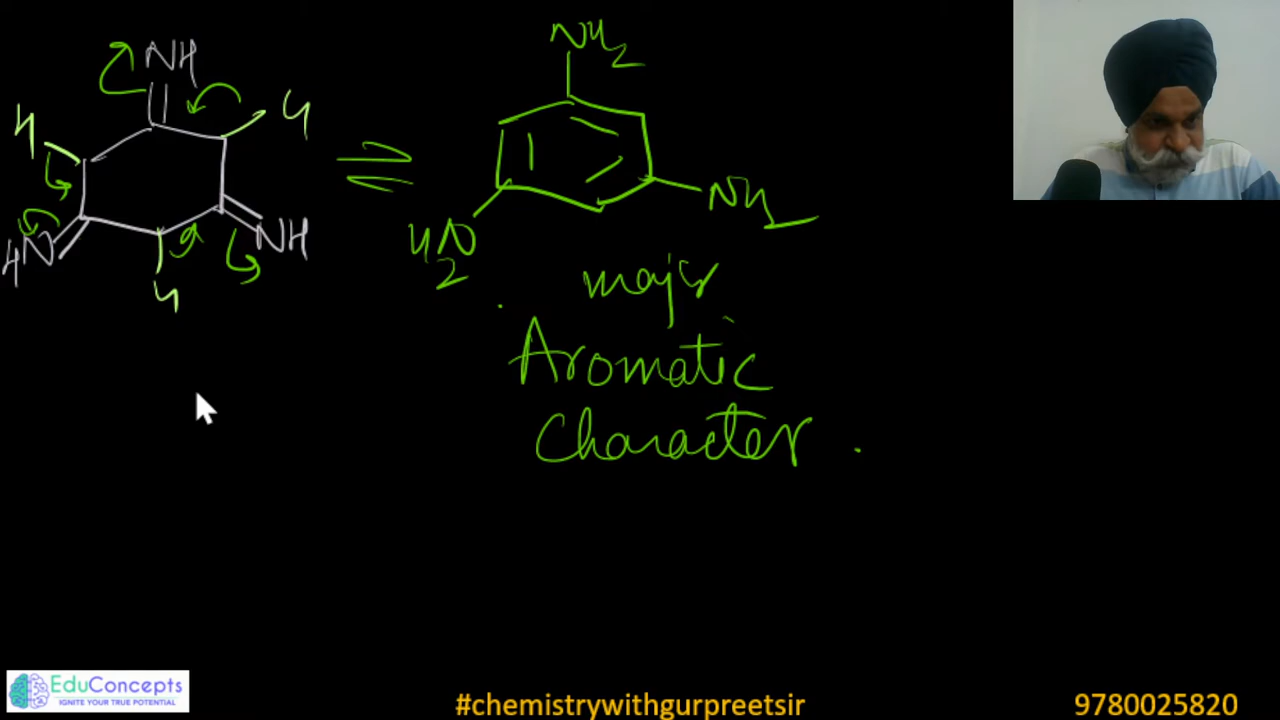 NH
H
H
HN
NH
H
NH2
NH2
H2N
major
Aromatic
Character.
EduConcepts
IGNITE YOUR TRUE POTENTIAL
#chemistrywithgurpreetsir
9780025820